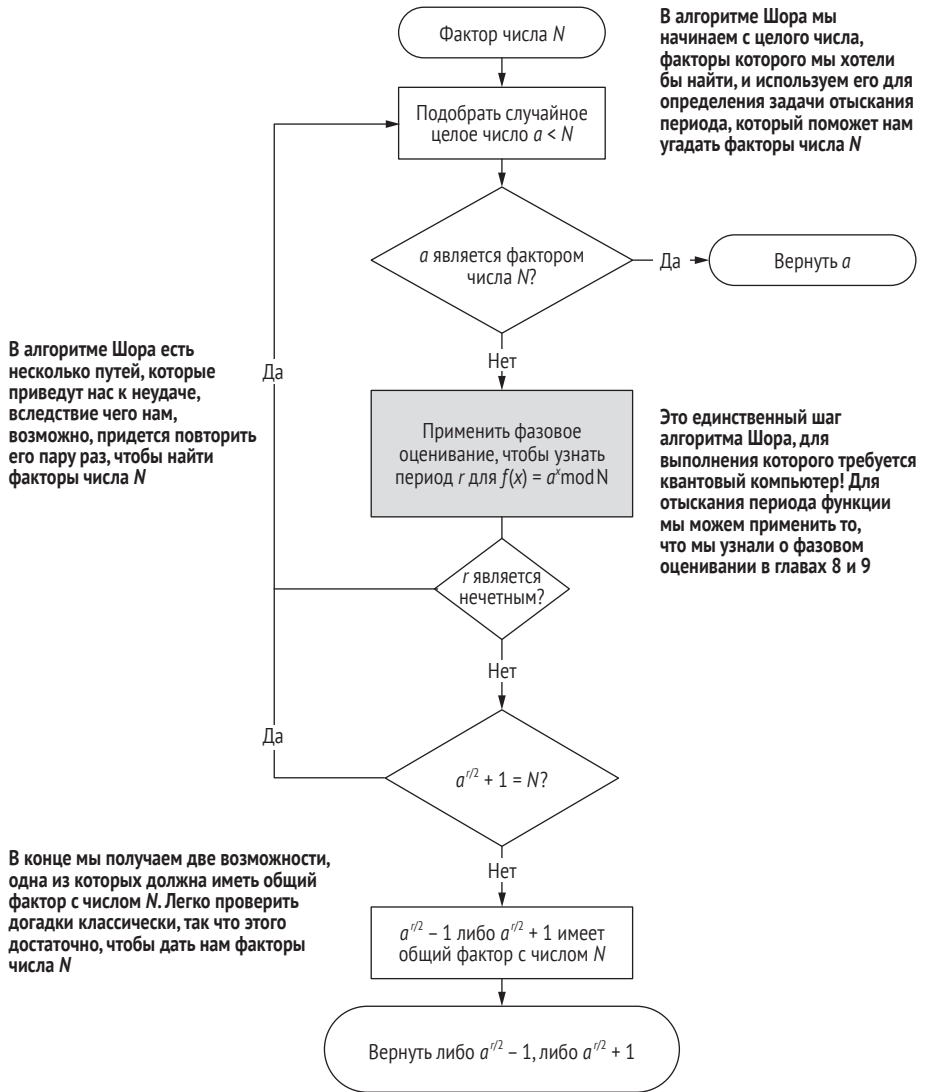 Фактор числа N
В алгоритме Шора мы
начинаем с целого числа,
факторы которого мы хотели
бы найти, и используем его для
определения задачи отыскания
периода, который поможет нам
угадать факторы числа N
Подобрать случайное
целое число a < N
a является фактором
числа N?
Да
Вернуть a
Нет
В алгоритме Шора есть
несколько путей, которые
приведут нас к неудаче,
вследствие чего нам,
возможно, придется повторить
его пару раз, чтобы найти
факторы числа N
Да
Применить фазовое
оценивание, чтобы узнать
период r для f(x) = aˣmod N
Это единственный шаг
алгоритма Шора, для
выполнения которого требуется
квантовый компьютер! Для
отыскания периода функции
мы можем применить то,
что мы узнали о фазовом
оценивании в главах 8 и 9
r является
нечетным?
Нет
Да
a^{r/2} + 1 = N?
Нет
В конце мы получаем две возможности,
одна из которых должна иметь общий
фактор с числом N. Легко проверить
догадки классически, так что этого
достаточно, чтобы дать нам факторы
числа N
a^{r/2} – 1 либо a^{r/2} + 1 имеет
общий фактор с числом N
Вернуть либо a^{r/2} – 1, либо a^{r/2} + 1